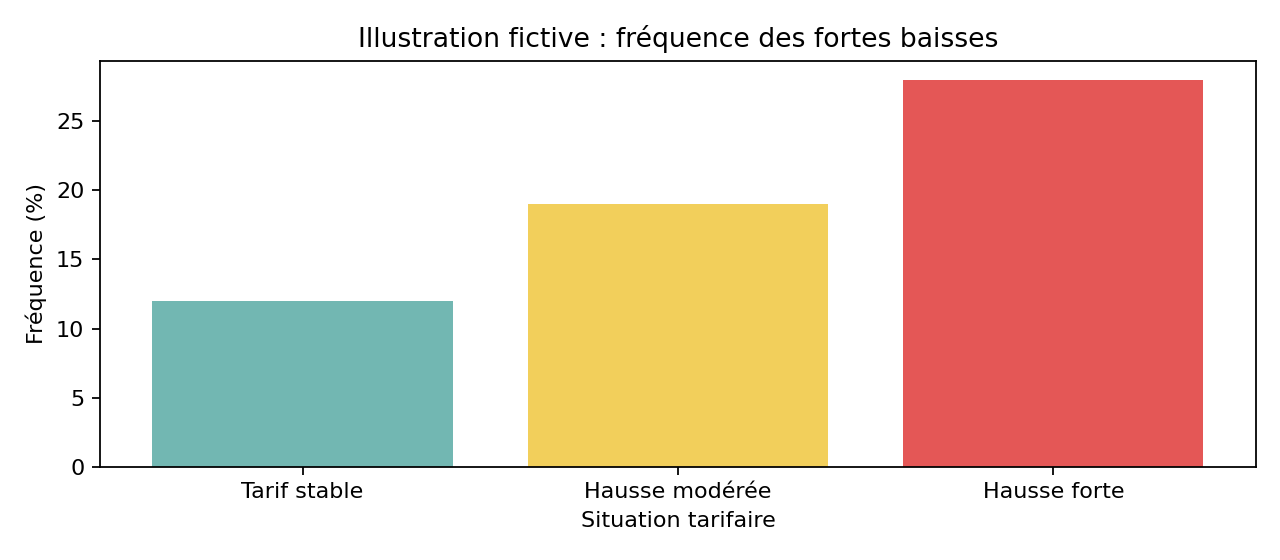 Illustration fictive : fréquence des fortes baisses
Fréquence (%)
25
20
15
10
5
0
Tarif stable
Hausse modérée
Hausse forte
Situation tarifaire